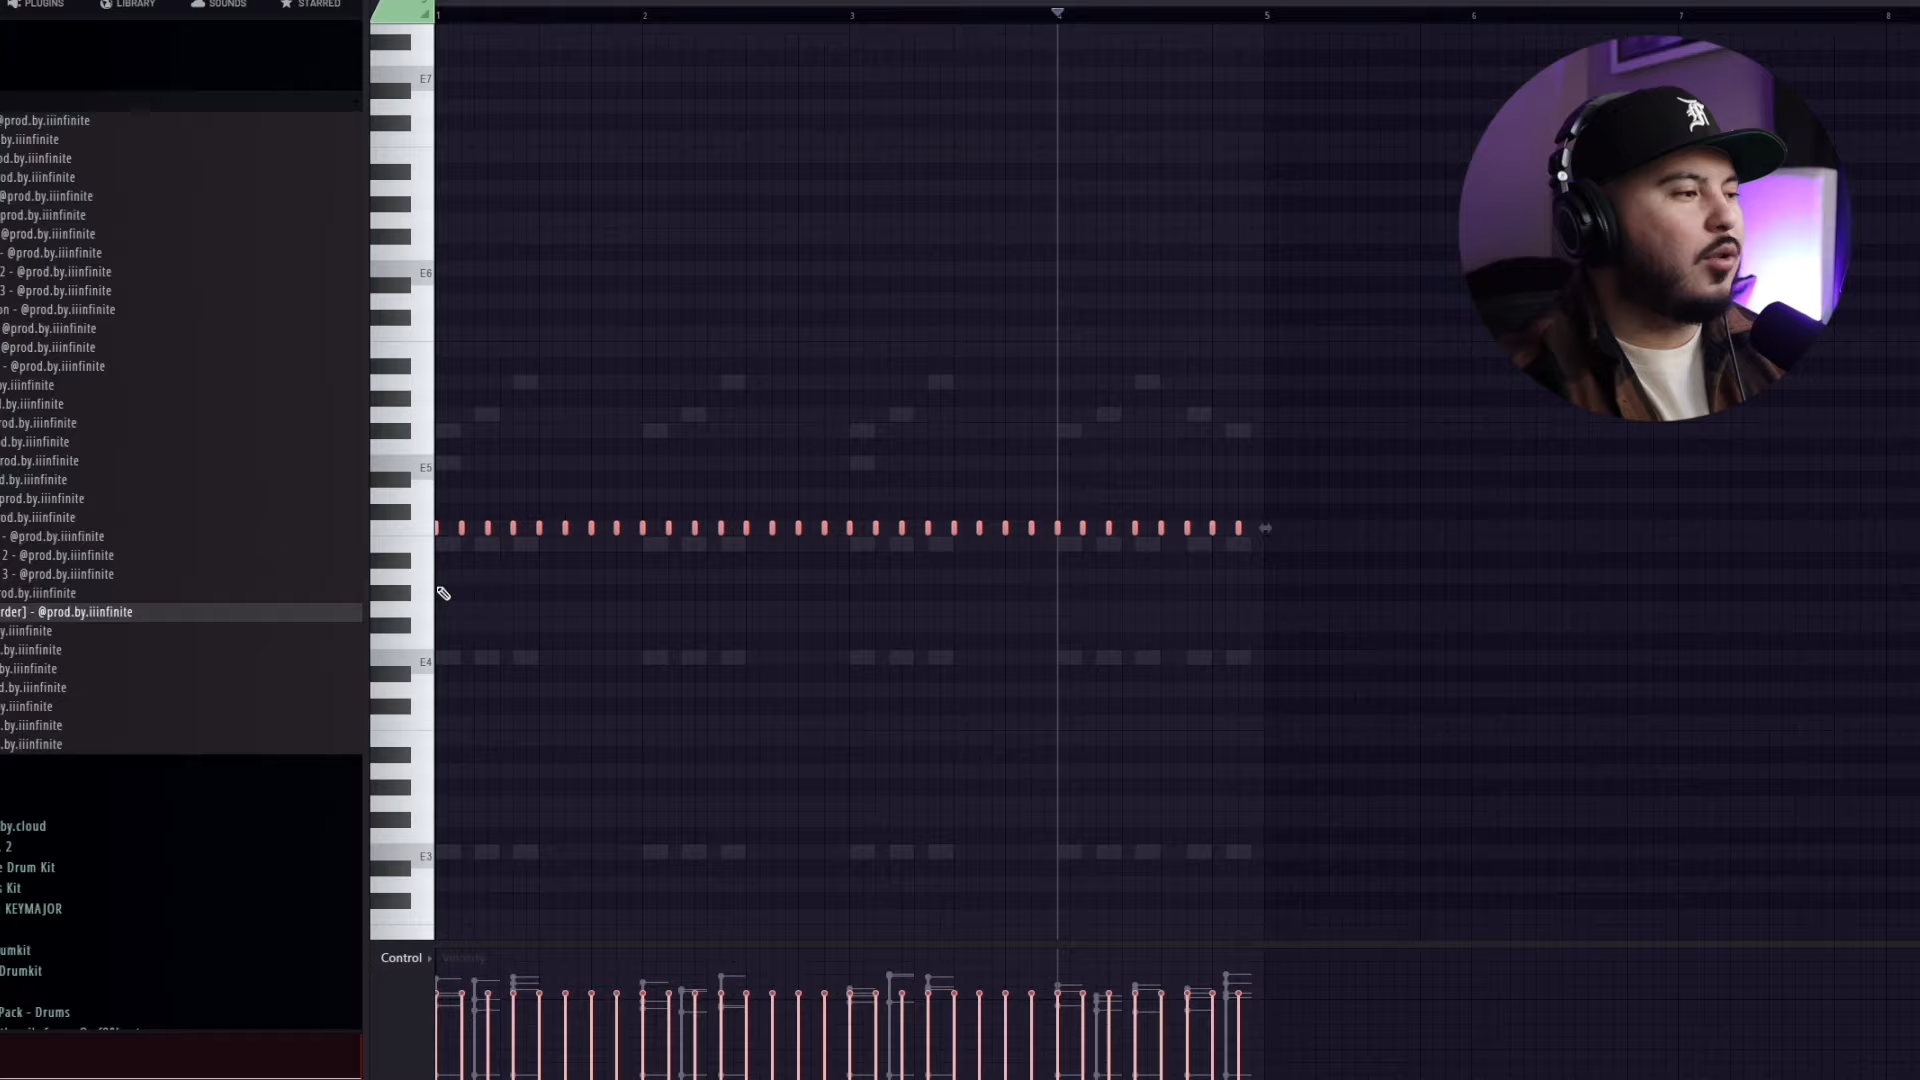 PLUGINS LIBRARY SOUNDS STARRED
1 2 3 5 6 7 8
@prod.by.iiinfinite
by.iiinfinite
od.by.iiinfinite
od.by.iiinfinite
@prod.by.iiinfinite
prod.by.iiinfinite
@prod.by.iiinfinite
- @prod.by.iiinfinite
2 - @prod.by.iiinfinite
3 - @prod.by.iiinfinite
on - @prod.by.iiinfinite
@prod.by.iiinfinite
@prod.by.iiinfinite
- @prod.by.iiinfinite
y.iiinfinite
l.by.iiinfinite
rod.by.iiinfinite
d.by.iiinfinite
rod.by.iiinfinite
d.by.iiinfinite
prod.by.iiinfinite
rod.by.iiinfinite
- @prod.by.iiinfinite
2 - @prod.by.iiinfinite
3 - @prod.by.iiinfinite
rod.by.iiinfinite
rder] - @prod.by.iiinfinite
y.iiinfinite
.by.iiinfinite
by.iiinfinite
d.by.iiinfinite
y.iiinfinite
.by.iiinfinite
.by.iiinfinite
by.cloud
. 2
e Drum Kit
s Kit
KEYMAJOR
umkit
Drumkit
Pack - Drums
E7
E6
E5
E4
E3
Control
Velocity